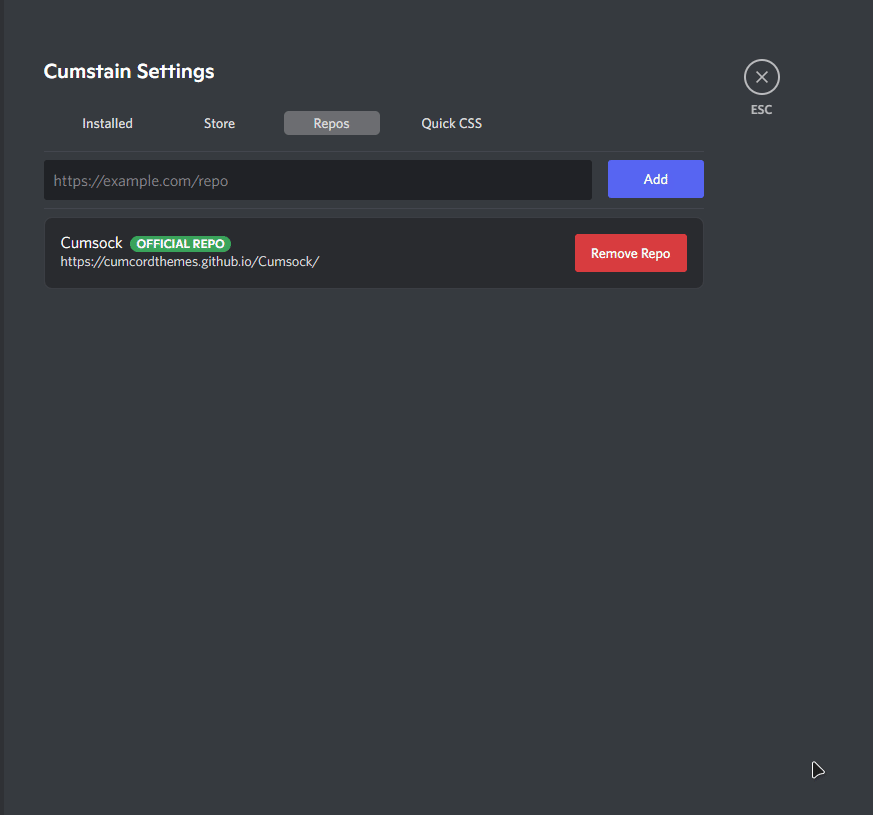 Cumstain Settings
ESC
Installed Store Repos Quick CSS
https://example.com/repo Add
Cumsock OFFICIAL REPO
https://cumcordthemes.github.io/Cumsock/
Remove Repo